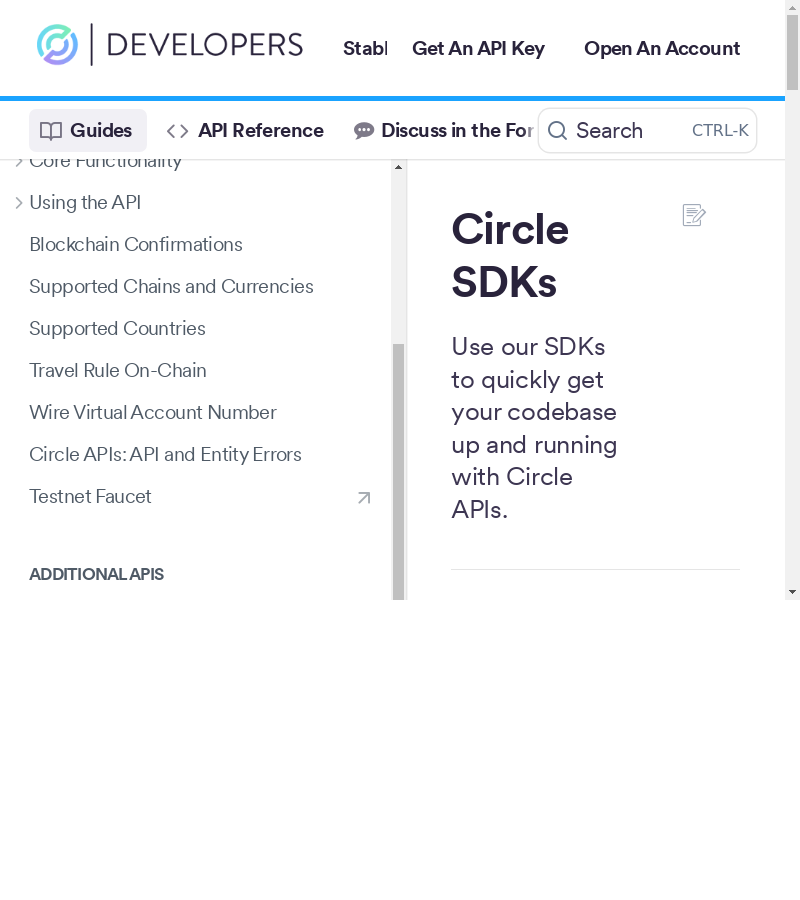 DEVELOPERS
Stabl
Get An API Key
Open An Account
Guides
API Reference
Discuss in the For
Search
CTRL-K
Core Functionality
Using the API
Blockchain Confirmations
Supported Chains and Currencies
Supported Countries
Travel Rule On-Chain
Wire Virtual Account Number
Circle APIs: API and Entity Errors
Testnet Faucet
ADDITIONAL APIS
Circle
SDKs
Use our SDKs
to quickly get
your codebase
up and running
with Circle
APIs.